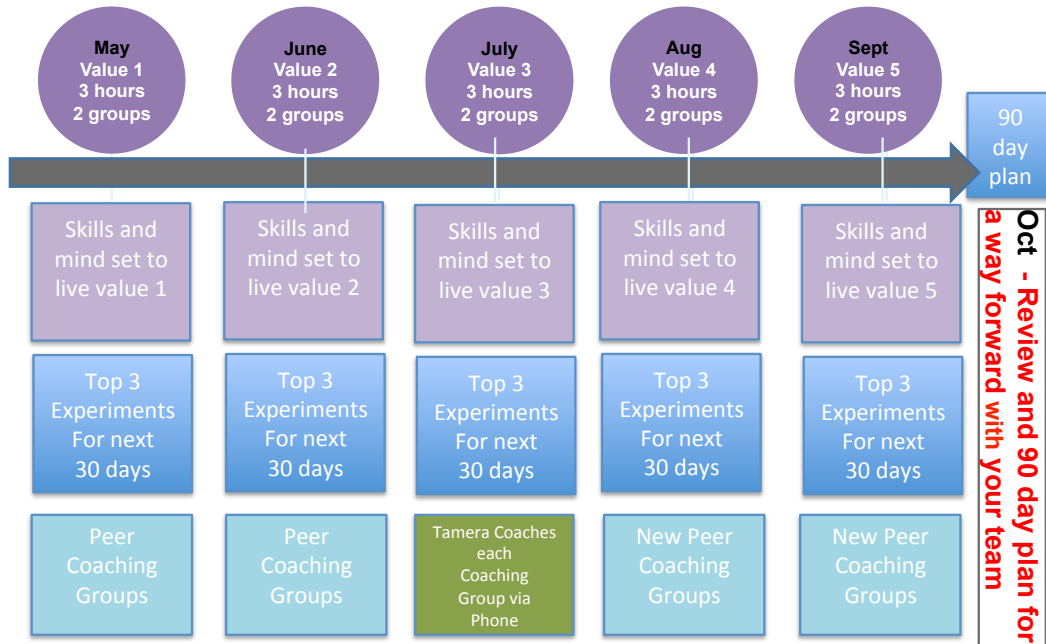 May
Value 1
3 hours
2 groups
June
Value 2
3 hours
2 groups
July
Value 3
3 hours
2 groups
Aug
Value 4
3 hours
2 groups
Sept
Value 5
3 hours
2 groups
90
day
plan
Skills and
mind set to
live value 1
Skills and
mind set to
live value 2
Skills and
mind set to
live value 3
Skills and
mind set to
live value 4
Skills and
mind set to
live value 5
Top 3
Experiments
For next
30 days
Top 3
Experiments
For next
30 days
Top 3
Experiments
For next
30 days
Top 3
Experiments
For next
30 days
Top 3
Experiments
For next
30 days
Peer
Coaching
Groups
Peer
Coaching
Groups
Tamera Coaches
each
Coaching
Group via
Phone
New Peer
Coaching
Groups
New Peer
Coaching
Groups
Oct - Review and 90 day plan for
a way forward with your team